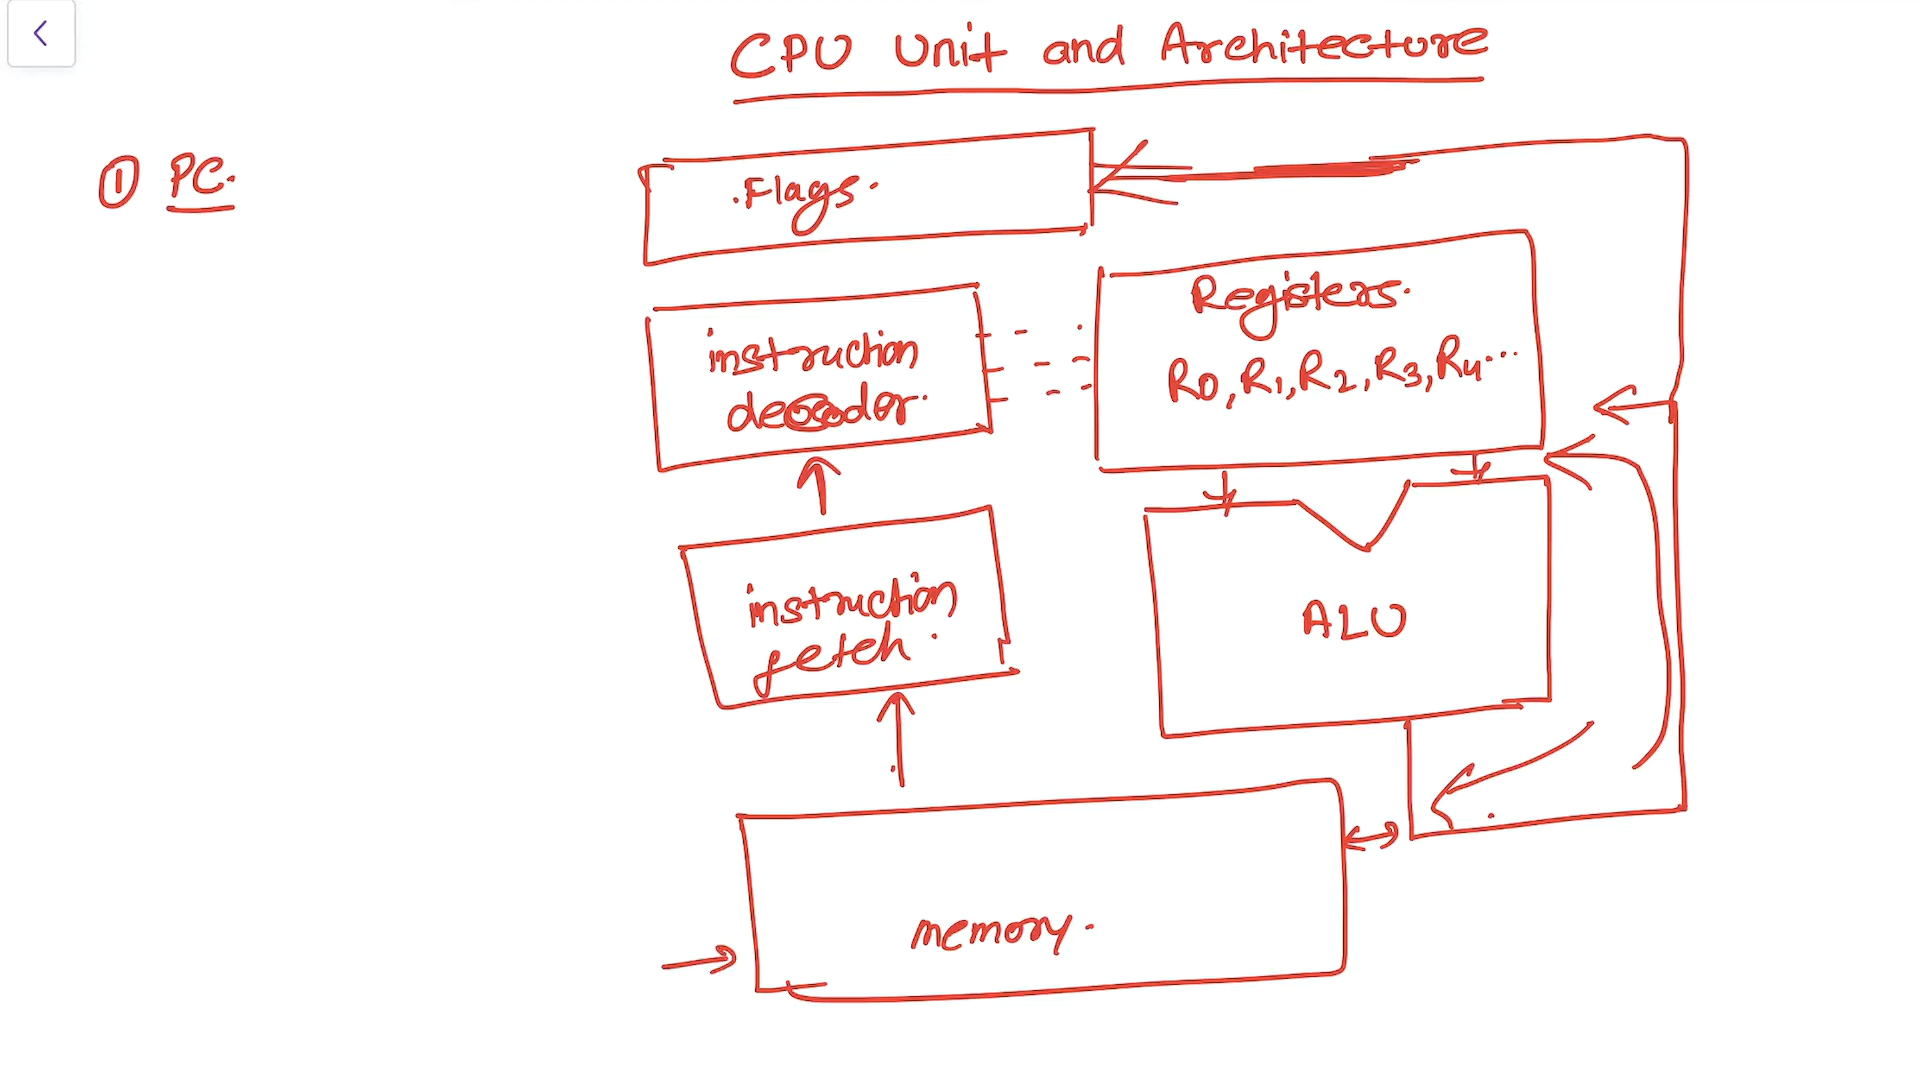 CPU Unit and Architecture
① PC.
.Flags.
Registers.
R0, R1, R2, R3, R4...
instruction
decoder.
instruction
fetch.
ALU
memory.